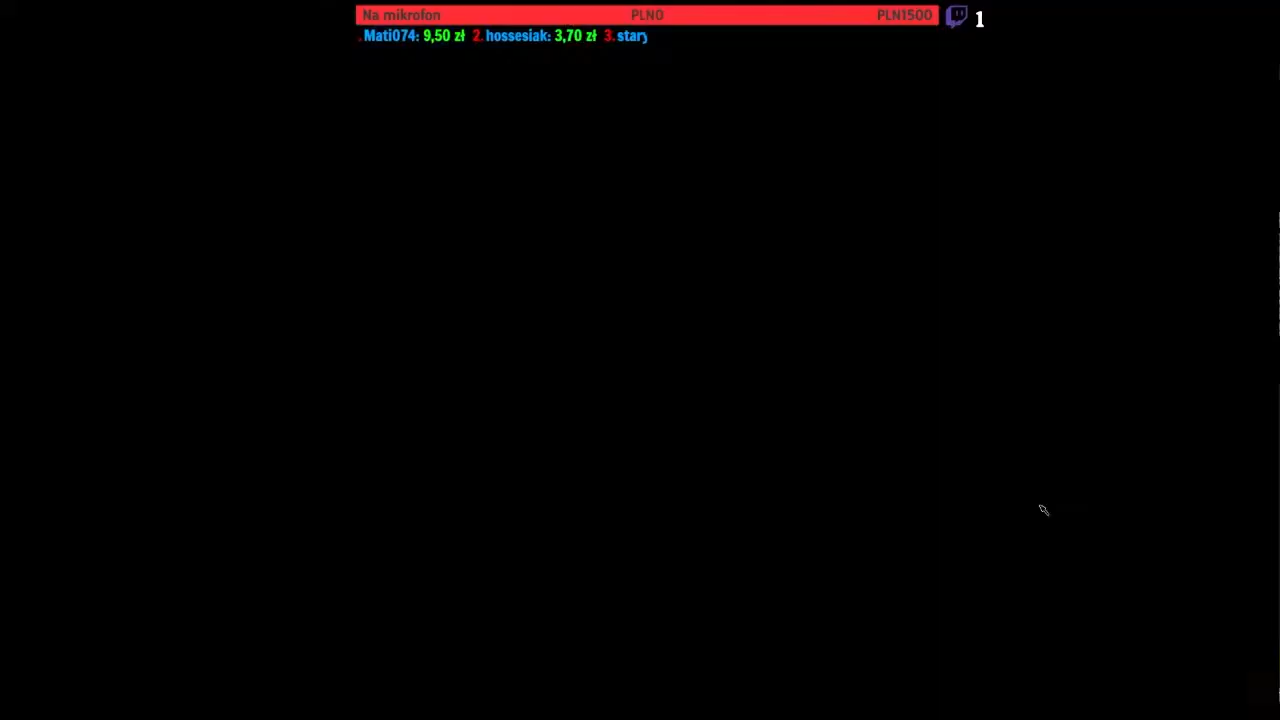 Na mikrofon PLN0 PLN1500 1
Mati074: 9,50 zł 2. hossesiak: 3,70 zł 3.